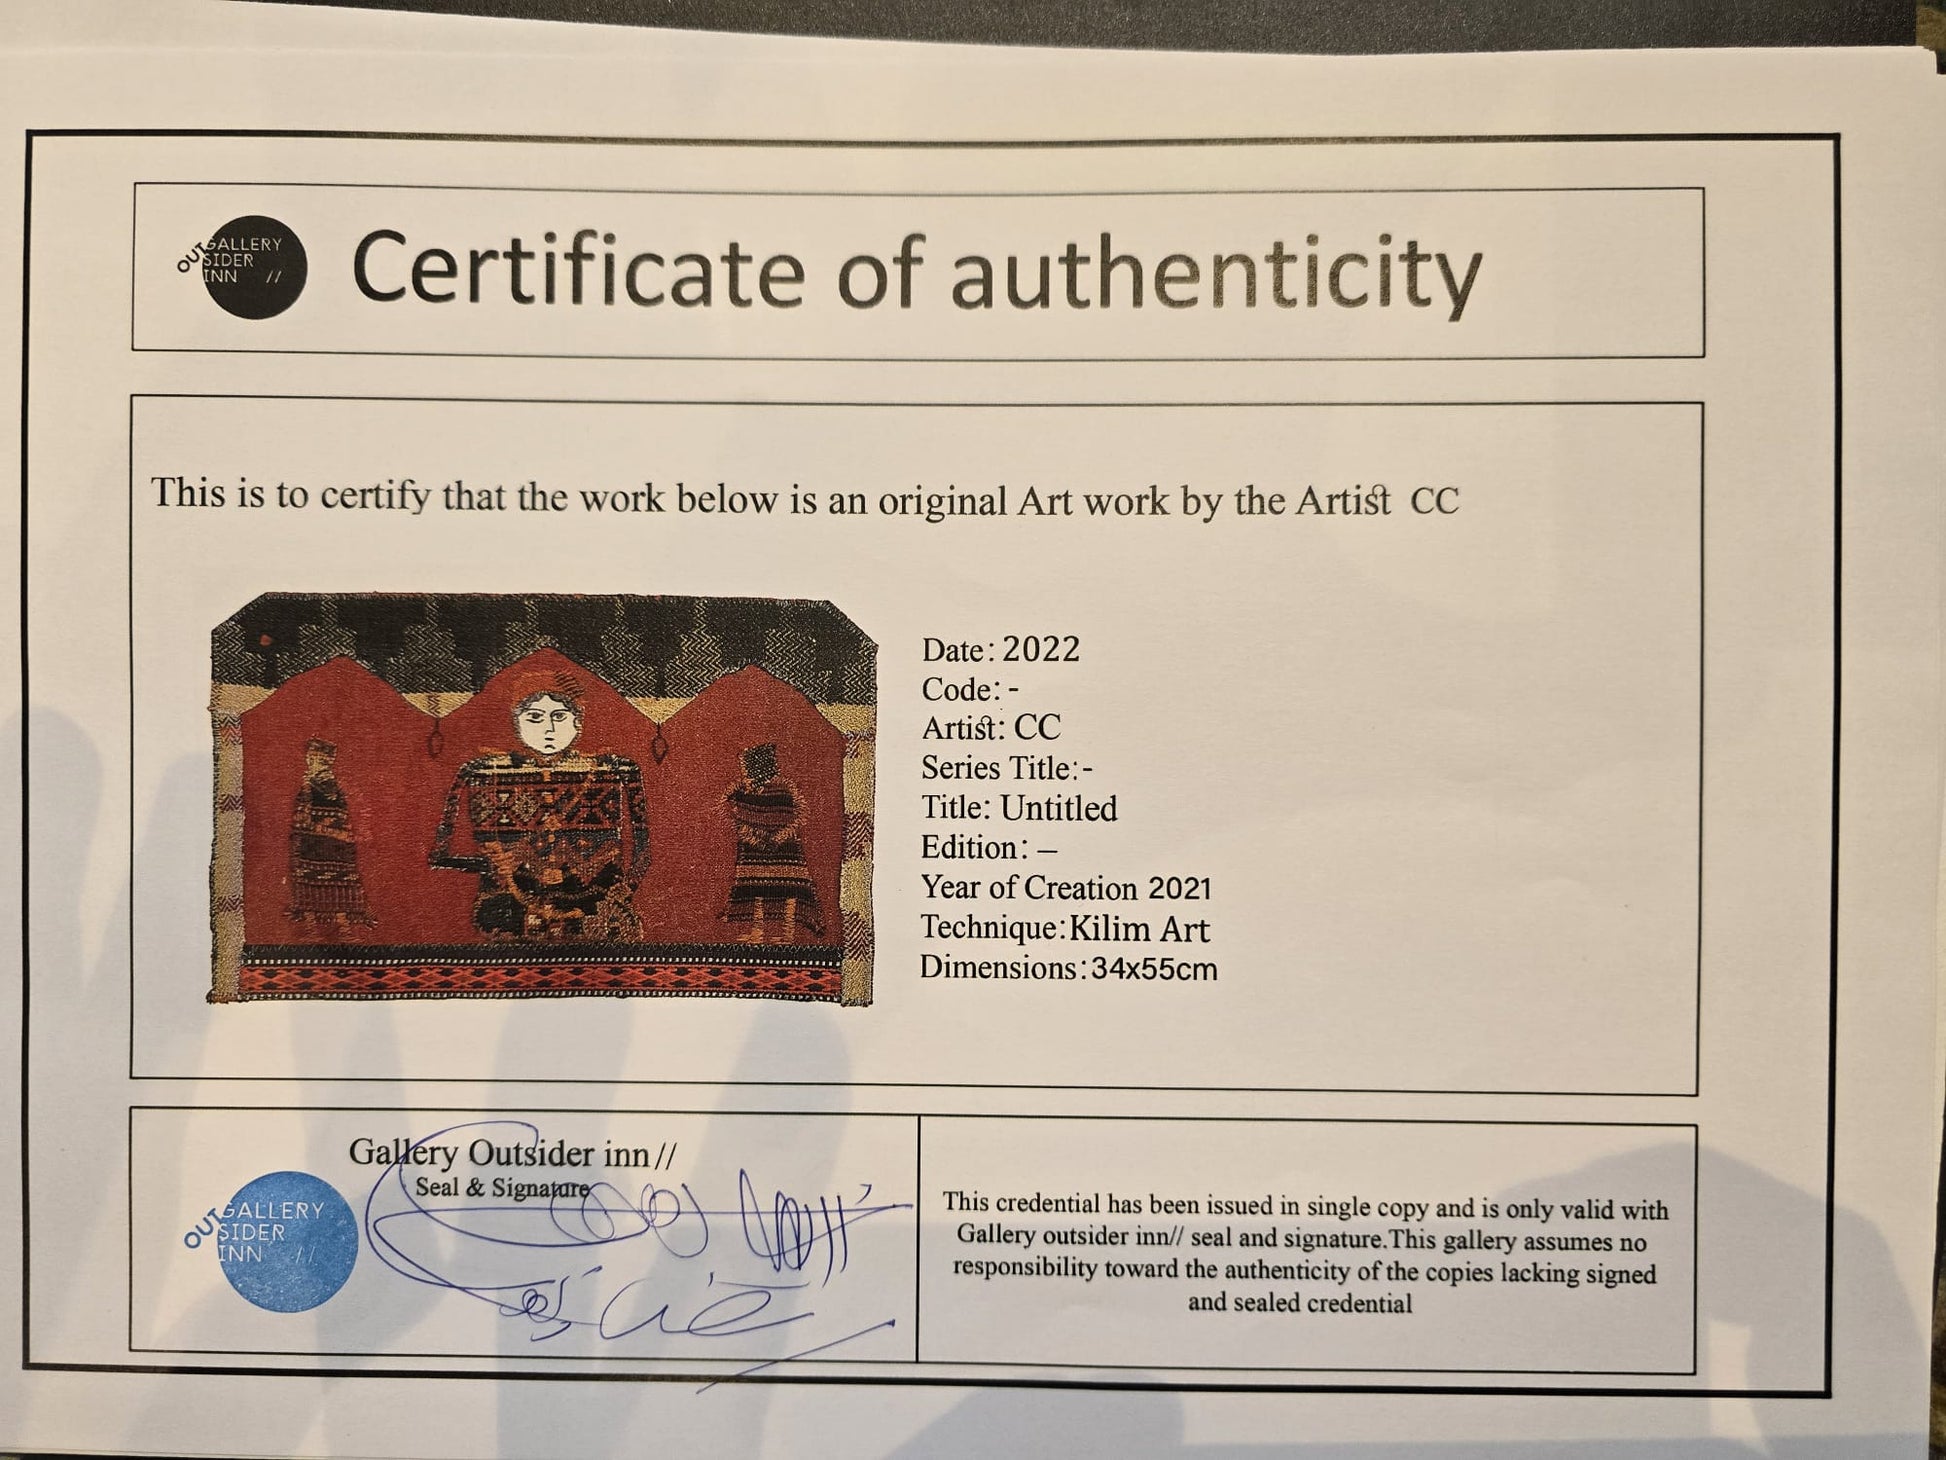 OUT GALLERY
SIDER
INN //
Certificate of authenticity
This is to certify that the work below is an original Art work by the Artist CC
Date: 2022
Code: -
Artist: CC
Series Title:-
Title: Untitled
Edition: –
Year of Creation 2021
Technique:Kilim Art
Dimensions:34x55cm
Gallery Outsider inn//
Seal & Signature
OUT GALLERY
SIDER
INN //
This credential has been issued in single copy and is only valid with
Gallery outsider inn// seal and signature.This gallery assumes no
responsibility toward the authenticity of the copies lacking signed
and sealed credential